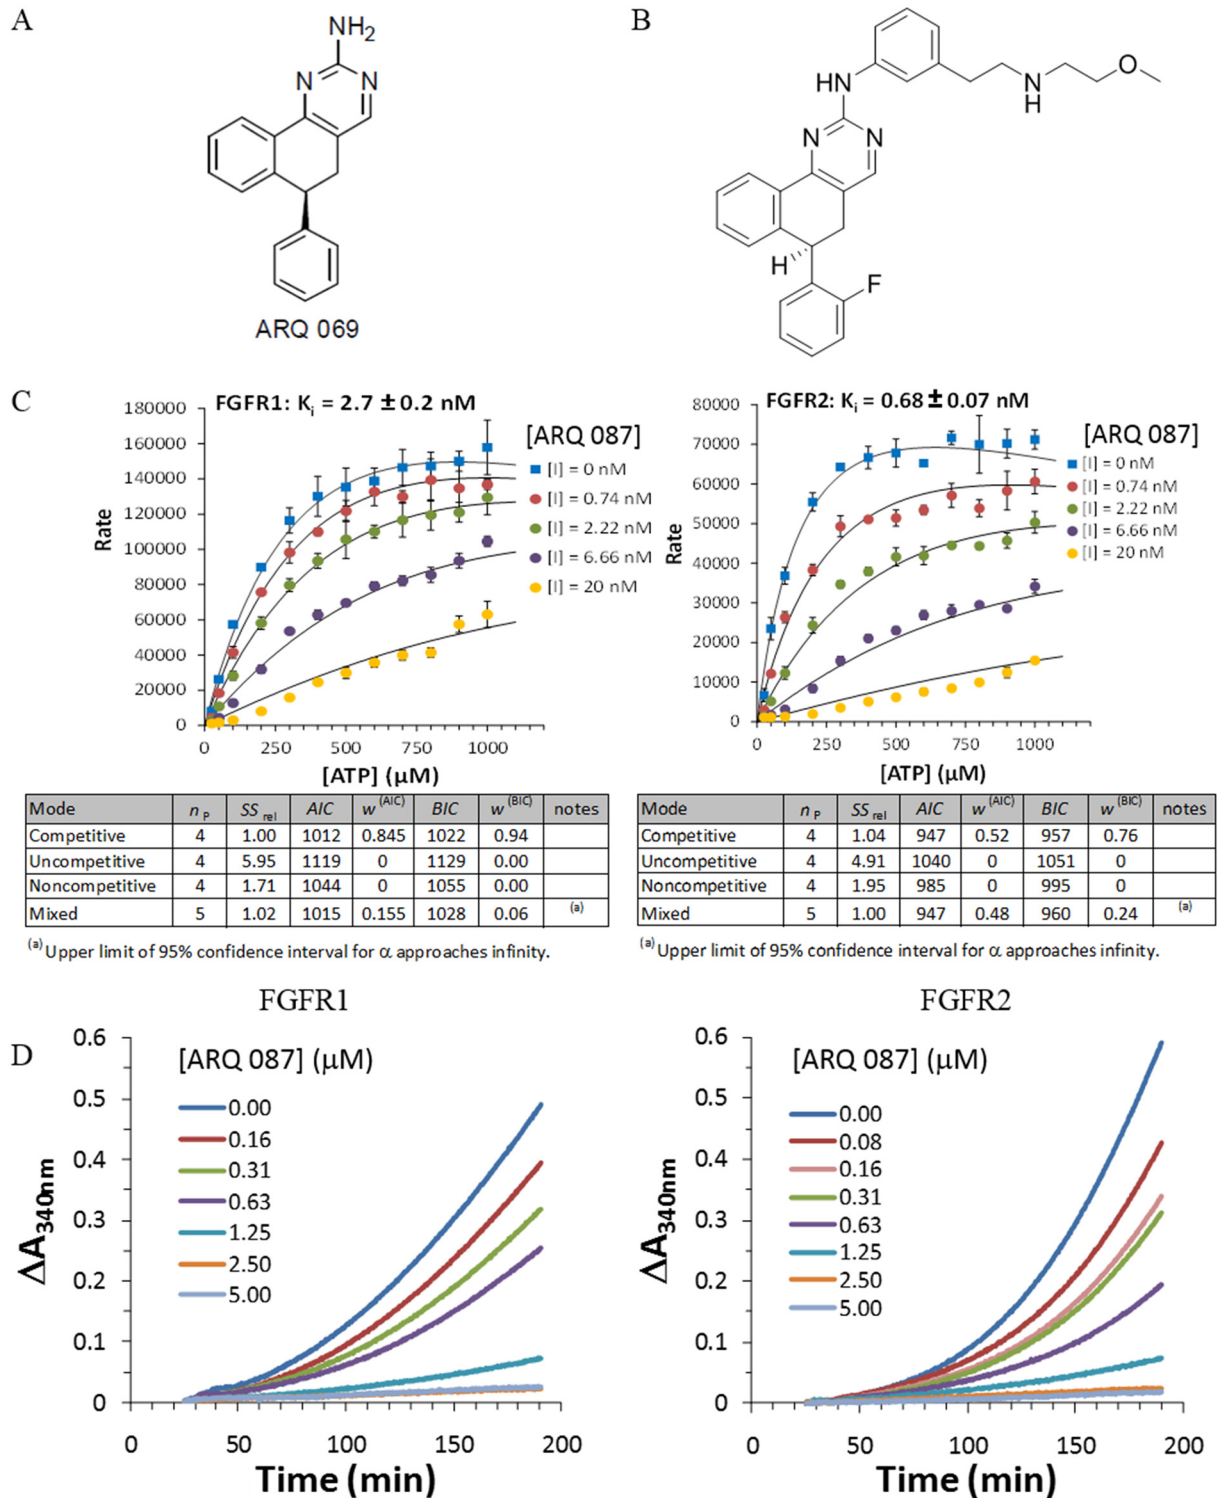 A
NH₂
N
N
ARQ 069
B
O
HN
N
H
N
N
H
F
C
FGFR1: Kᵢ = 2.7 ± 0.2 nM
180000
160000
140000
120000
100000
80000
60000
40000
20000
0
Rate
[ARQ 087]
[I] = 0 nM
[I] = 0.74 nM
[I] = 2.22 nM
[I] = 6.66 nM
[I] = 20 nM
0 250 500 750 1000
[ATP] (µM)
FGFR2: Kᵢ = 0.68 ± 0.07 nM
80000
70000
60000
50000
40000
30000
20000
10000
0
Rate
[ARQ 087]
[I] = 0 nM
[I] = 0.74 nM
[I] = 2.22 nM
[I] = 6.66 nM
[I] = 20 nM
0 250 500 750 1000
[ATP] (µM)
Mode n P SS rel AIC w (AIC) BIC w (BIC) notes
Competitive 4 1.00 1012 0.845 1022 0.94
Uncompetitive 4 5.95 1119 0 1129 0.00
Noncompetitive 4 1.71 1044 0 1055 0.00
Mixed 5 1.02 1015 0.155 1028 0.06 (a)
(a) Upper limit of 95% confidence interval for α approaches infinity.
Mode n P SS rel AIC w (AIC) BIC w (BIC) notes
Competitive 4 1.04 947 0.52 957 0.76
Uncompetitive 4 4.91 1040 0 1051 0
Noncompetitive 4 1.95 985 0 995 0
Mixed 5 1.00 947 0.48 960 0.24 (a)
(a) Upper limit of 95% confidence interval for α approaches infinity.
FGFR1
FGFR2
D
0.6
0.5
0.4
0.3
0.2
0.1
0
ΔA340nm
[ARQ 087] (µM)
0.00
0.16
0.31
0.63
1.25
2.50
5.00
0 50 100 150 200
Time (min)
0.6
0.5
0.4
0.3
0.2
0.1
0
ΔA340nm
[ARQ 087] (µM)
0.00
0.08
0.16
0.31
0.63
1.25
2.50
5.00
0 50 100 150 200
Time (min)